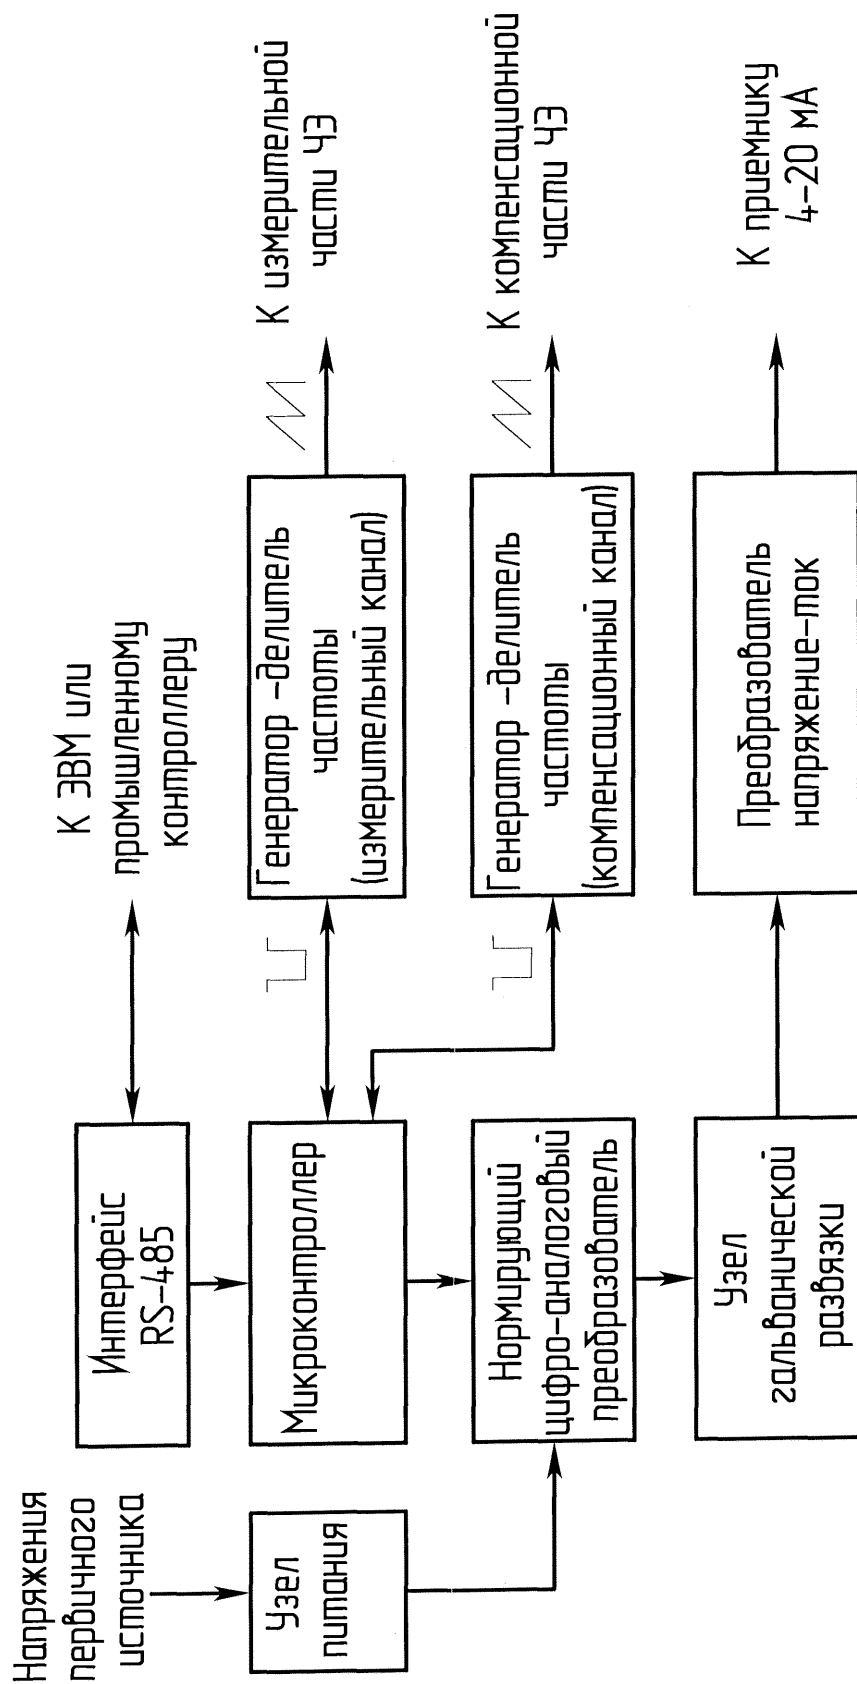 Напряжения
первичного
источника
Узел
питания
Интерфейс
RS-485
К ЭВМ или
промышленному
контроллеру
Микроконтроллер
Генератор -делитель
частоты
(измерительный канал)
К измерительной
части ЧЭ
Нормирующий
цифро-аналоговый
преобразователь
Генератор -делитель
частоты
(компенсационный канал)
К компенсационной
части ЧЭ
Узел
гальванической
развязки
Преобразователь
напряжение-ток
К приемнику
4-20 мА